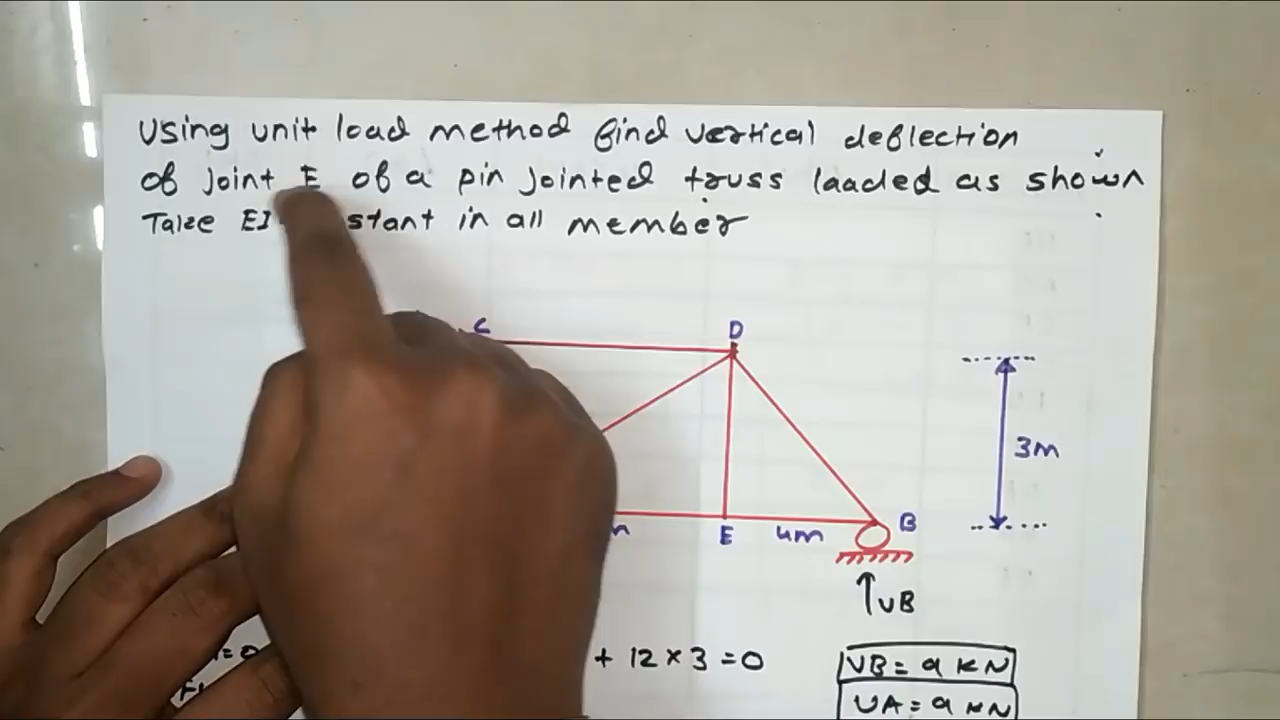 Using unit load method find vertical deflection
of joint E of a pin jointed truss loaded as shown
Take EI stant in all member
C
D
3m
E
4m
B
↑VB
+ 12 × 3 = 0
VB = 9 KN
VA = 9 KN